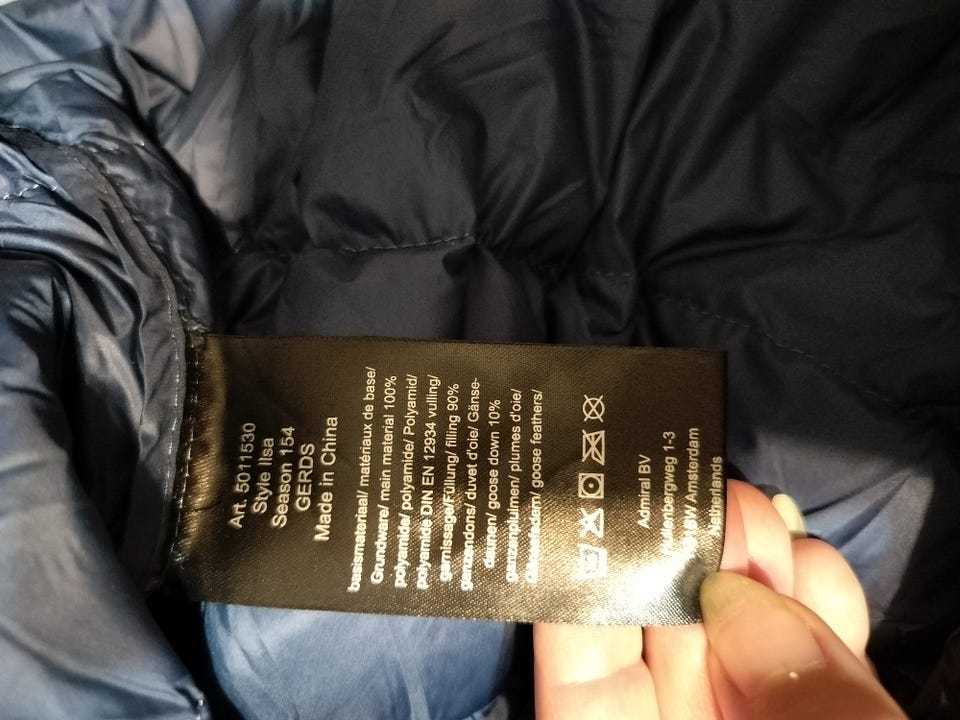 Art. 5011530
Style Ilsa
Season 154
GERDS
Made in China
basismateriaal/ matériaux de base/
Grundware/ main material 100%
polyamide/ polyamide/ Polyamid/
polyamide DIN EN 12934 vulling/
garnissage/Füllung/ filling 90%
ganzendons/ duvet d'oie/ Gänse-
daunen/ goose down 10%
ganzenpluimen/ plumes d'oie/
Gänsefedern/ goose feathers/
Admiral BV
Amsterdam
Netherlands